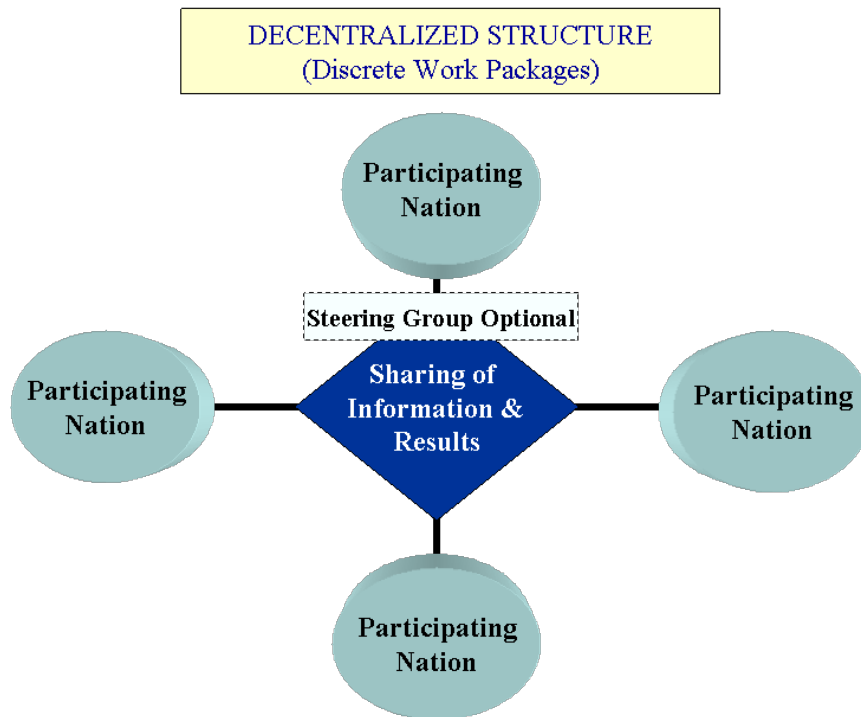 DECENTRALIZED STRUCTURE
(Discrete Work Packages)
Participating
Nation
Steering Group Optional
Participating
Nation
Sharing of
Information &
Results
Participating
Nation
Participating
Nation